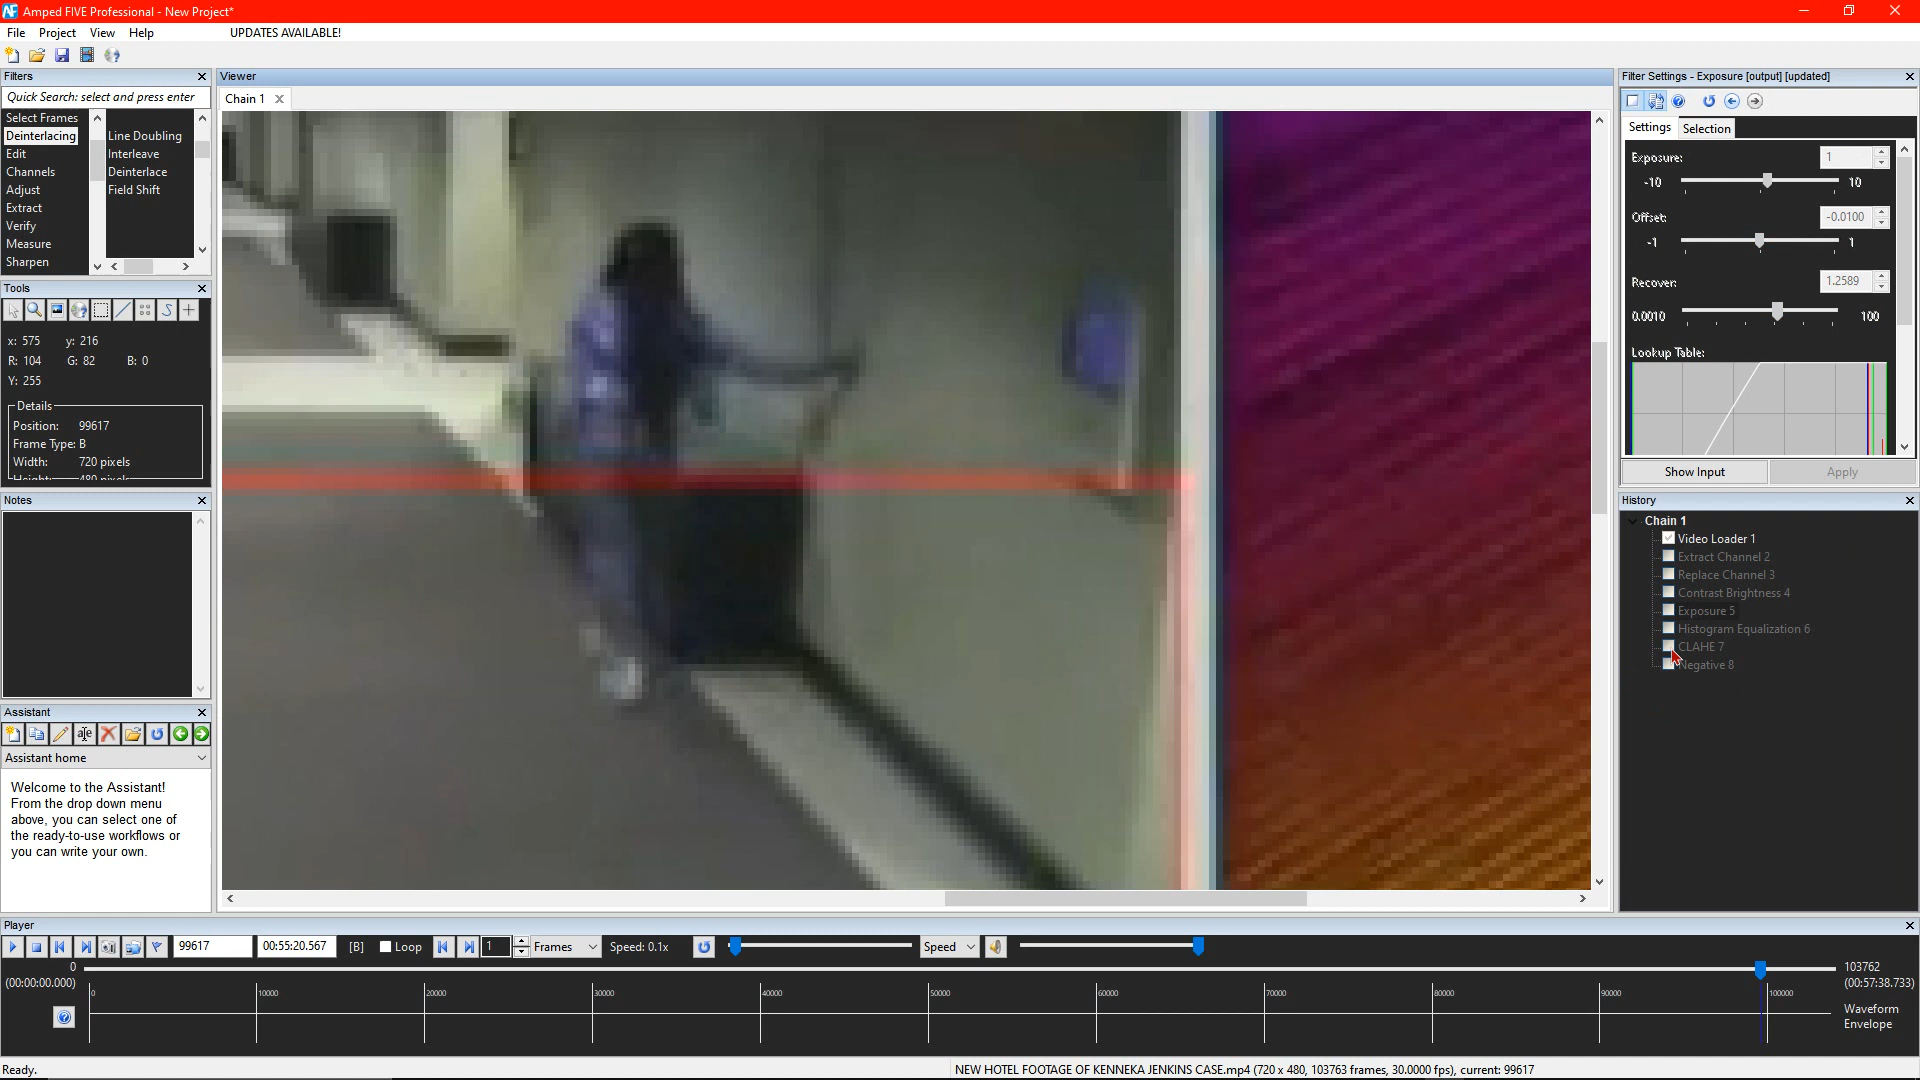 Amped FIVE Professional - New Project*
File Project View Help UPDATES AVAILABLE!
Filters
Quick Search: select and press enter
Select Frames
Deinterlacing
Edit
Channels
Adjust
Extract
Verify
Measure
Sharpen
Line Doubling
Interleave
Deinterlace
Field Shift
Tools
x: 575 y: 216
R: 104 G: 82 B: 0
Y: 255
Details
Position: 99617
Frame Type: B
Width: 720 pixels
Height: 480 pixels
Notes
Assistant
Assistant home
Welcome to the Assistant!
From the drop down menu
above, you can select one of
the ready-to-use workflows or
you can write your own.
Viewer
Chain 1
Filter Settings - Exposure [output] [updated]
Settings Selection
Exposure: 1
-10 10
Offset: -0.0100
-1 1
Recover: 1.2589
0.0010 100
Lookup Table:
Show Input Apply
History
Chain 1
Video Loader 1
Extract Channel 2
Replace Channel 3
Contrast Brightness 4
Exposure 5
Histogram Equalization 6
CLAHE 7
Negative 8
Player
99617 00:55:20.567 [B] Loop 1 Frames Speed: 0.1x Speed
0 103762
(00:00:00.000) (00:57:38.733)
0 10000 20000 30000 40000 50000 60000 70000 80000 90000 100000
Waveform
Envelope
Ready. NEW HOTEL FOOTAGE OF KENNEKA JENKINS CASE.mp4 (720 x 480, 103763 frames, 30.0000 fps), current: 99617